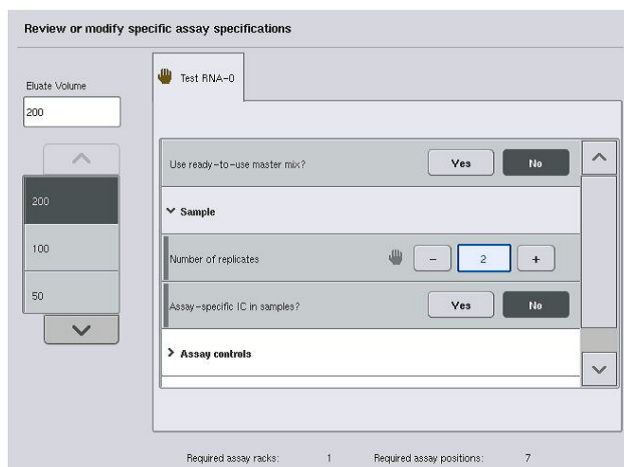 Review or modify specific assay specifications
Eluate Volume
200
200
100
50
Test RNA-0
Use ready-to-use master mix?
Yes
No
Sample
Number of replicates
-
2
+
Assay-specific IC in samples?
Yes
No
Assay controls
Required assay racks: 1 Required assay positions: 7